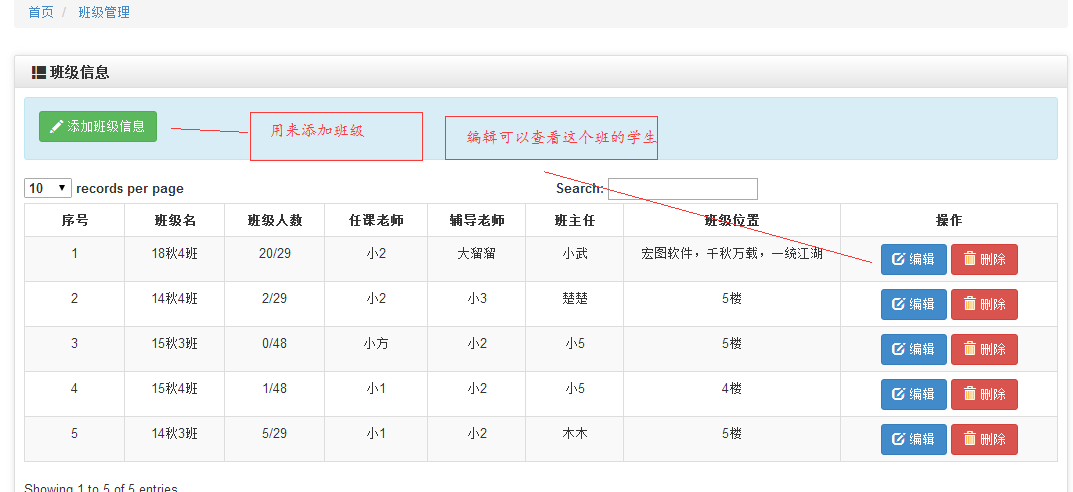 首页 / 班级管理
班级信息
添加班级信息
用来添加班级
编辑可以查看这个班的学生
10 records per page
Search:
序号 班级名 班级人数 任课老师 辅导老师 班主任 班级位置 操作
1 18秋4班 20/29 小2 大溜溜 小武 宏图软件，千秋万载，一统江湖 编辑 删除
2 14秋4班 2/29 小2 小3 楚楚 5楼 编辑 删除
3 15秋3班 0/48 小方 小2 小5 5楼 编辑 删除
4 15秋4班 1/48 小1 小2 小5 4楼 编辑 删除
5 14秋3班 5/29 小1 小2 木木 5楼 编辑 删除
Showing 1 to 5 of 5 entries